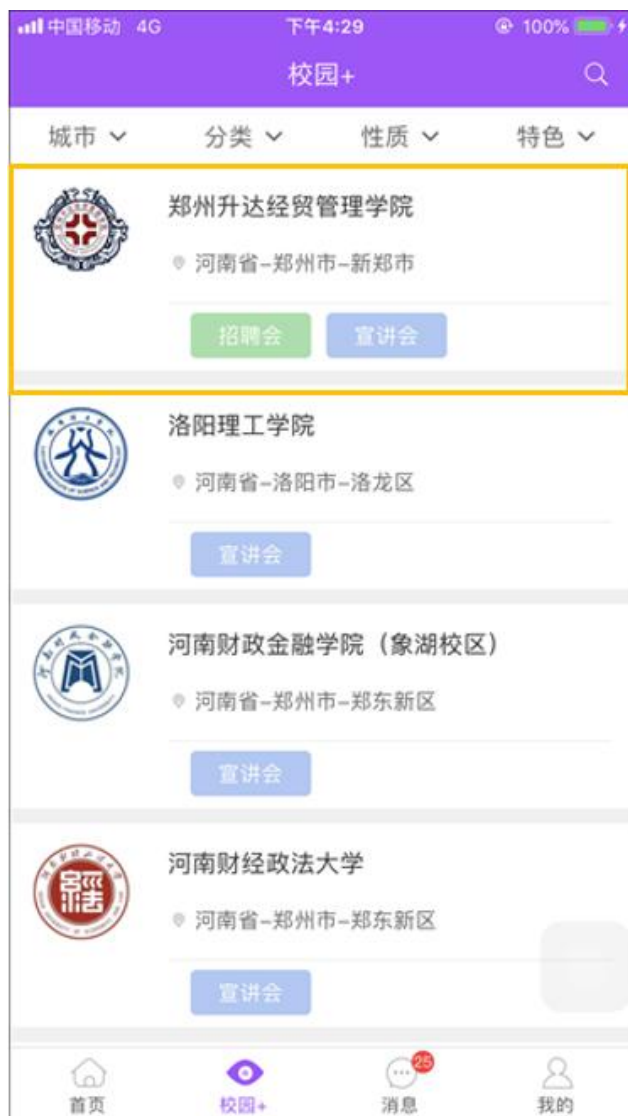 中国移动 4G 下午4:29 100%
校园+
城市 分类 性质 特色
郑州升达经贸管理学院
河南省-郑州市-新郑市
招聘会 宣讲会
洛阳理工学院
河南省-洛阳市-洛龙区
宣讲会
河南财政金融学院（象湖校区）
河南省-郑州市-郑东新区
宣讲会
河南财经政法大学
河南省-郑州市-郑东新区
宣讲会
25
首页 校园+ 消息 我的